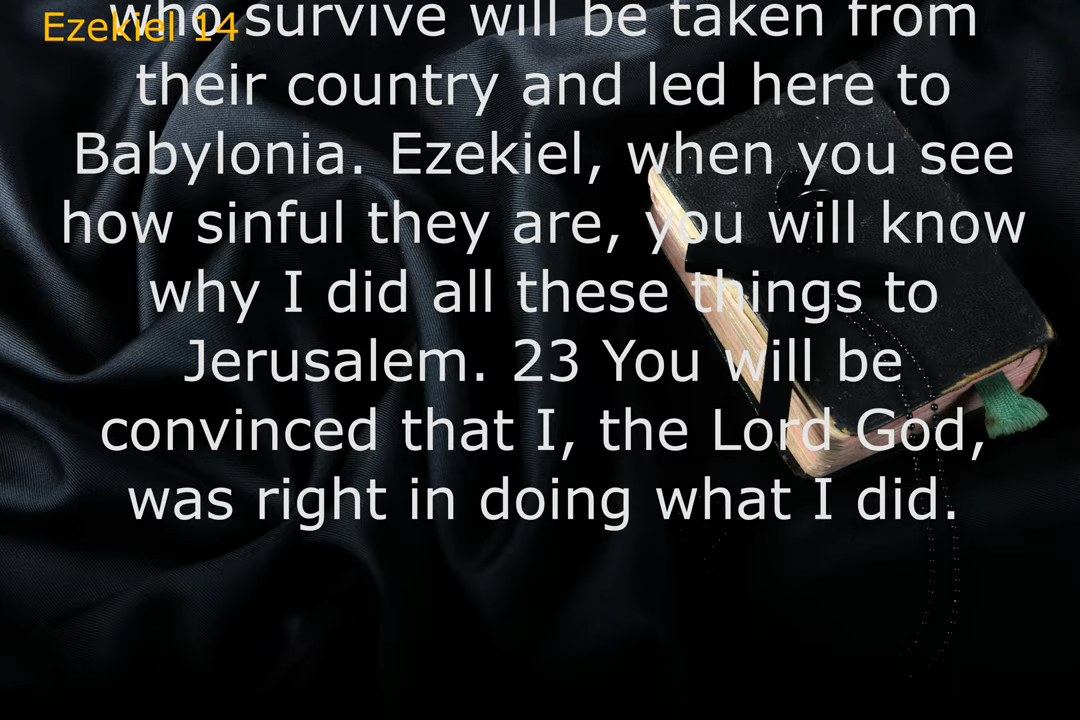 Ezekiel 14
who survive will be taken from
their country and led here to
Babylonia. Ezekiel, when you see
how sinful they are, you will know
why I did all these things to
Jerusalem. 23 You will be
convinced that I, the Lord God,
was right in doing what I did.